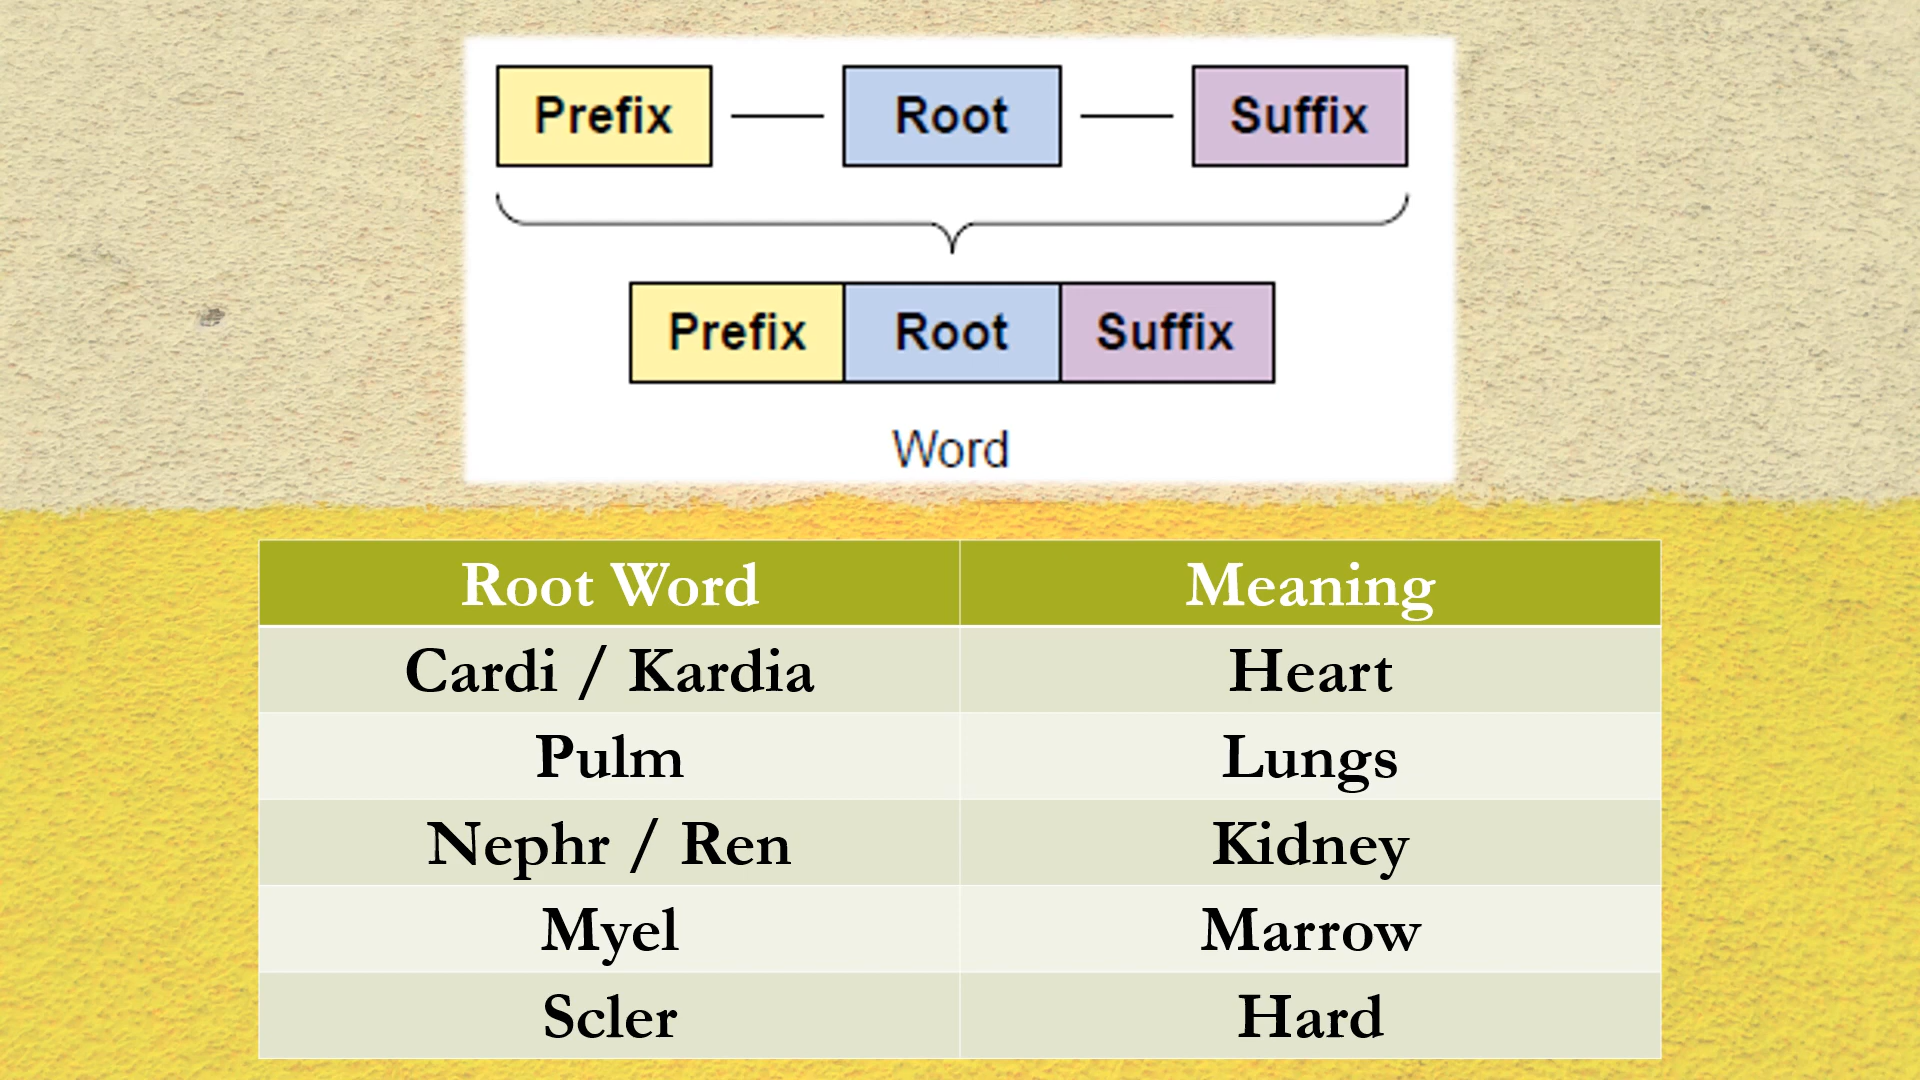 Prefix Root Suffix
Prefix Root Suffix
Word
Root Word Meaning
Cardi / Kardia Heart
Pulm Lungs
Nephr / Ren Kidney
Myel Marrow
Scler Hard